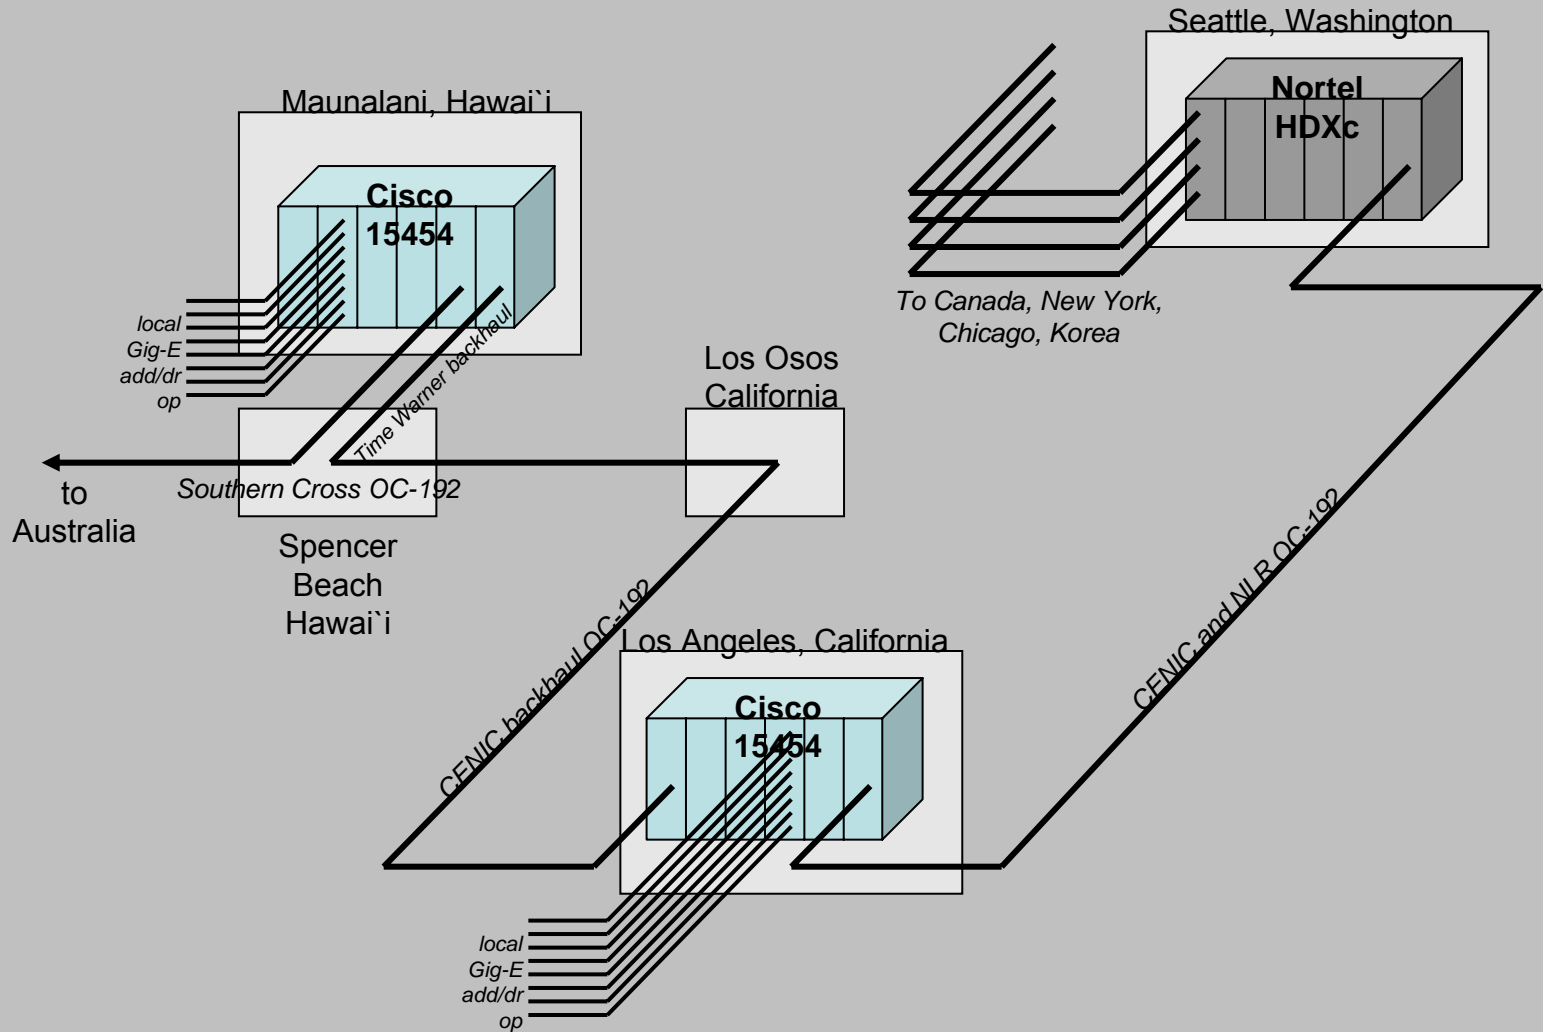 Seattle, Washington
Nortel
HDXc
Maunalani, Hawai`i
Cisco
15454
local
Gig-E
add/dr
op
Time Warner backhaul
To Canada, New York,
Chicago, Korea
Los Osos
California
to
Australia
Southern Cross OC-192
Spencer
Beach
Hawai`i
CENIC backhaul OC-192
CENIC and NLR OC-192
Los Angeles, California
Cisco
15454
local
Gig-E
add/dr
op